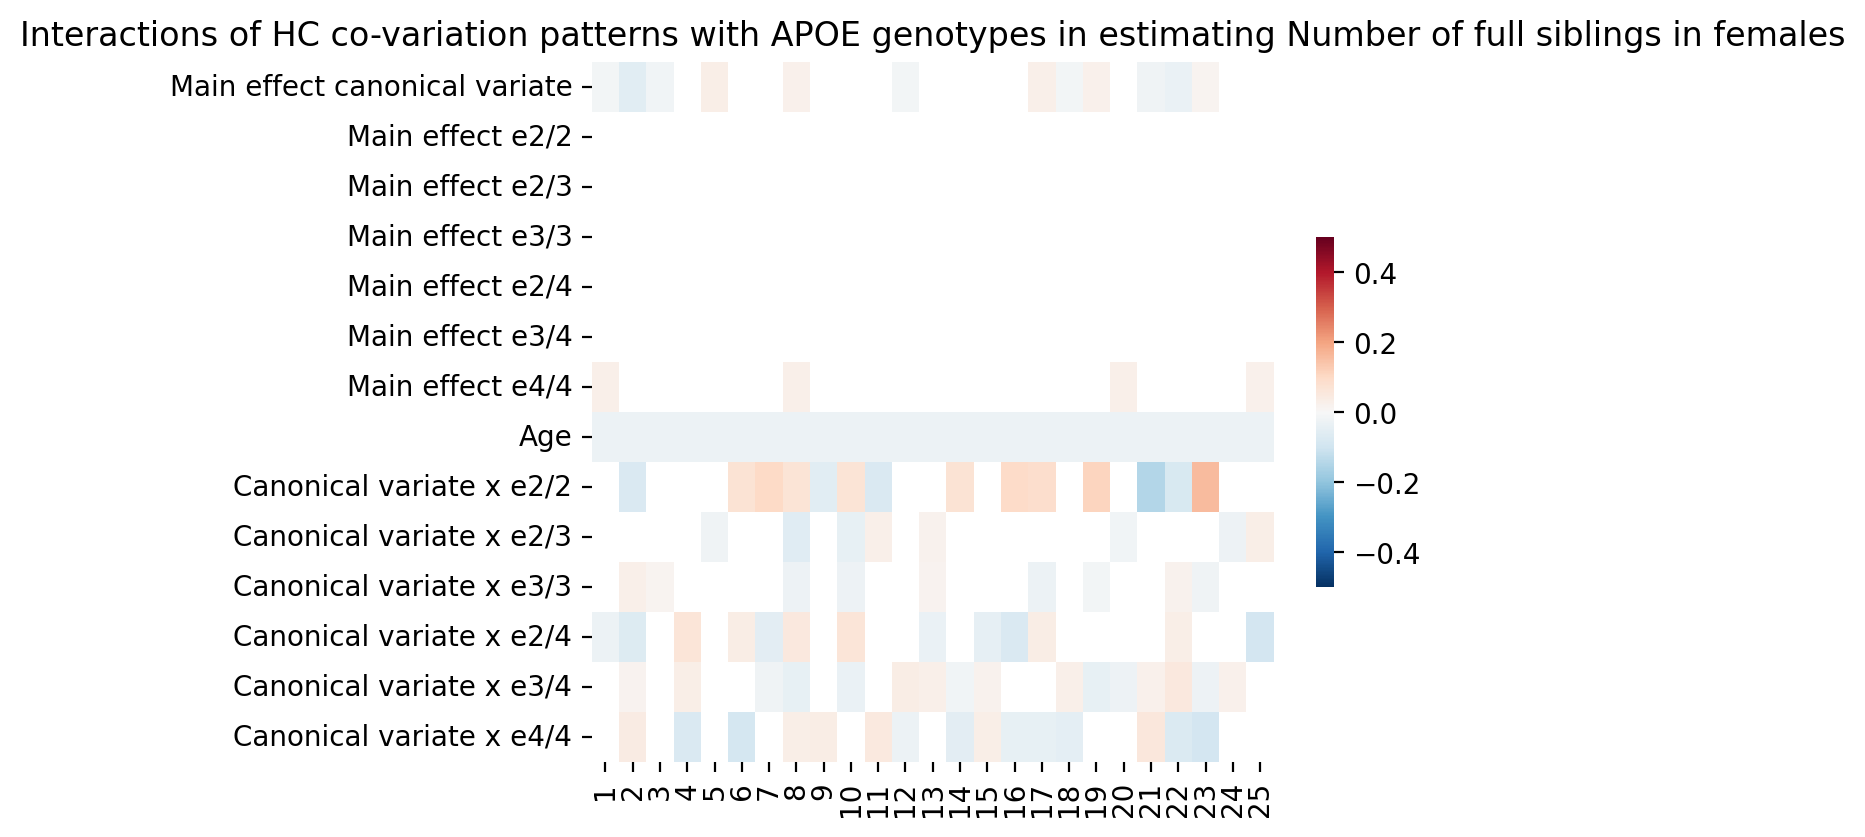 Interactions of HC co-variation patterns with APOE genotypes in estimating Number of full siblings in females
Main effect canonical variate
Main effect e2/2
Main effect e2/3
Main effect e3/3
Main effect e2/4
Main effect e3/4
Main effect e4/4
Age
Canonical variate x e2/2
Canonical variate x e2/3
Canonical variate x e3/3
Canonical variate x e2/4
Canonical variate x e3/4
Canonical variate x e4/4
1 2 3 4 5 6 7 8 9 10 11 12 13 14 15 16 17 18 19 20 21 22 23 24 25
0.4
0.2
0.0
−0.2
−0.4